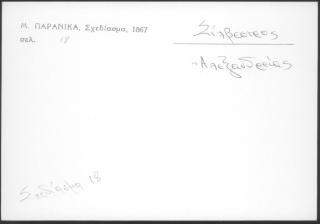 Μ. ΠΑΡΑΝΙΚΑ, Σχεδίασμα, 1867
σελ. 18
Σίλβεστρος
→ Αλεξανδρείας
Σχεδίασμα 18